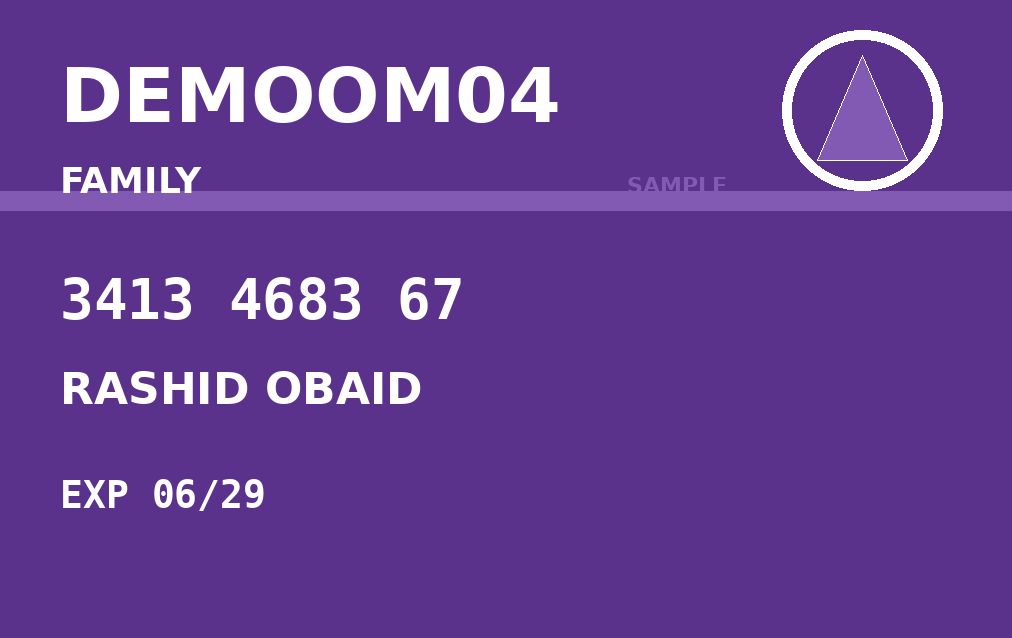 DEMOOM04
FAMILY
SAMPLE
3413 4683 67
RASHID OBAID
EXP 06/29